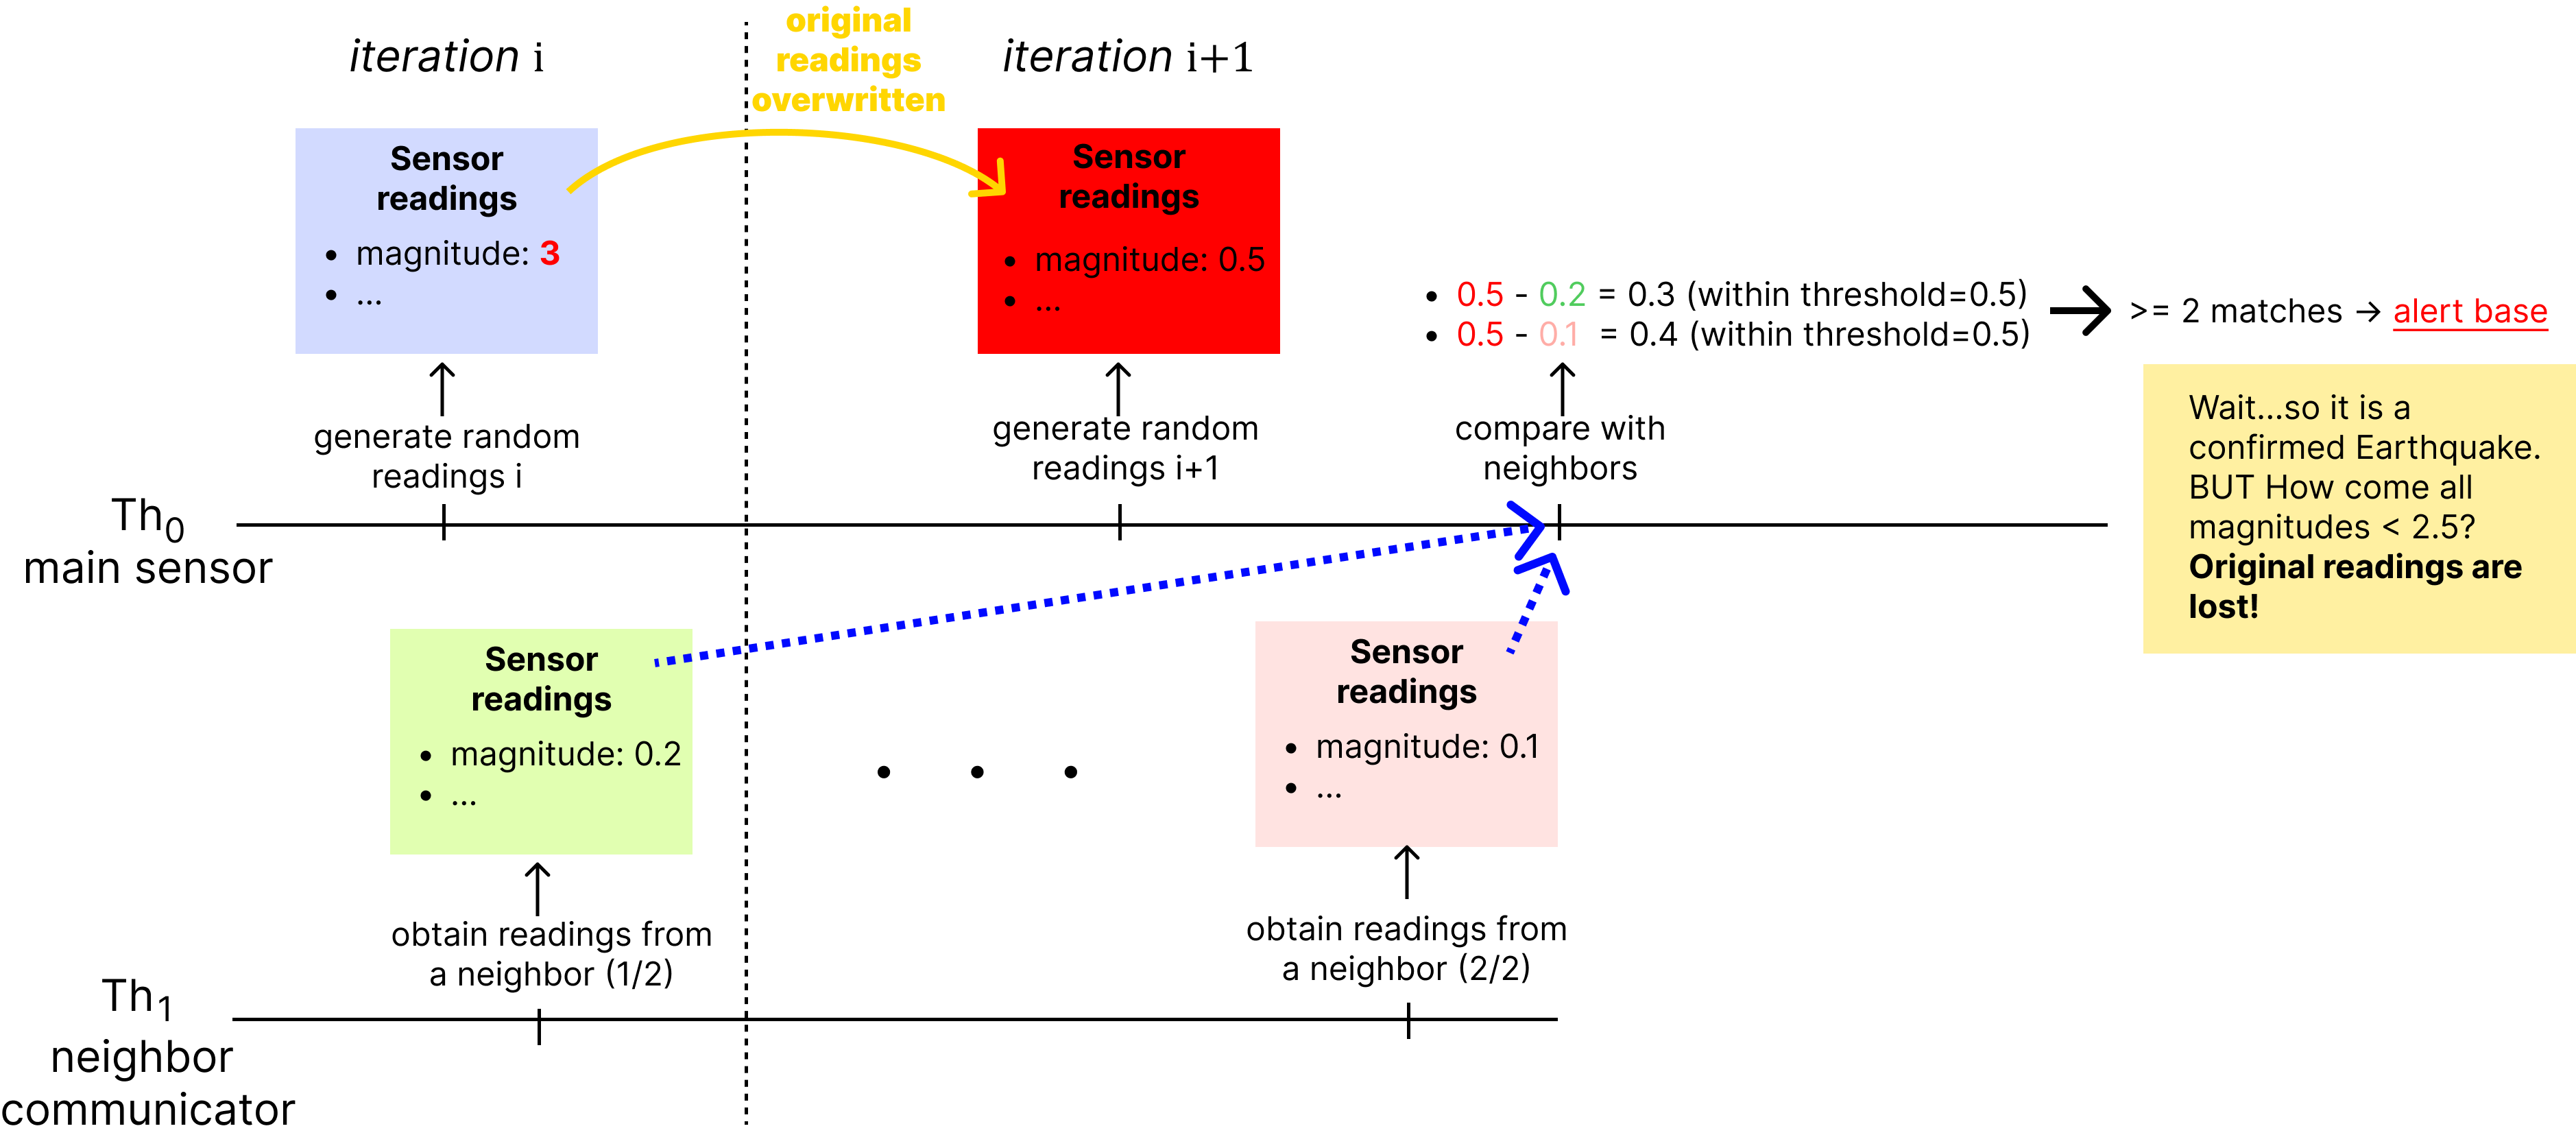 original
readings
overwritten
iteration i
iteration i+1
Sensor
readings
• magnitude: 3
• ...
Sensor
readings
• magnitude: 0.5
• ...
• 0.5 - 0.2 = 0.3 (within threshold=0.5)
• 0.5 - 0.1 = 0.4 (within threshold=0.5)
>= 2 matches → alert base
generate random
readings i
generate random
readings i+1
compare with
neighbors
Wait...so it is a
confirmed Earthquake.
BUT How come all
magnitudes < 2.5?
Original readings are
lost!
Th0
main sensor
Sensor
readings
• magnitude: 0.2
• ...
• • •
Sensor
readings
• magnitude: 0.1
• ...
obtain readings from
a neighbor (1/2)
obtain readings from
a neighbor (2/2)
Th1
neighbor
communicator